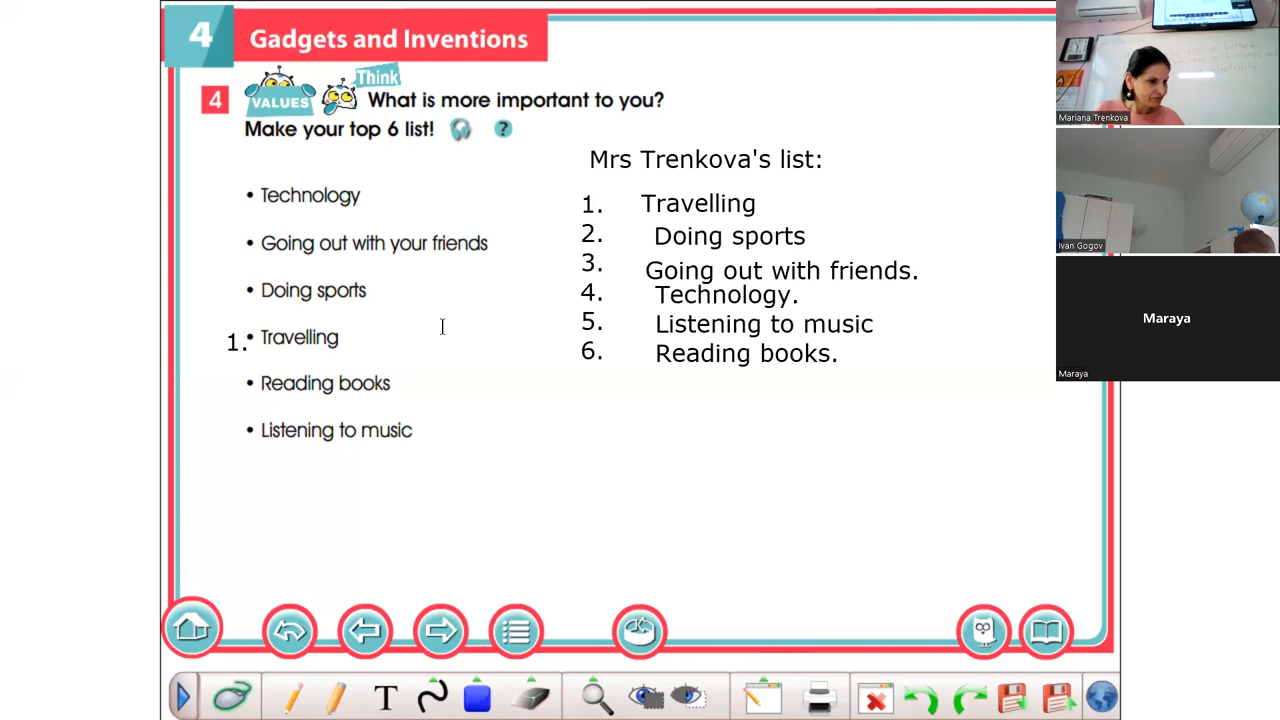 4 Gadgets and Inventions
4 VALUES Think What is more important to you?
Make your top 6 list! ?
• Technology
• Going out with your friends
• Doing sports
1. • Travelling
• Reading books
• Listening to music
Mrs Trenkova's list:
1. Travelling
2. Doing sports
3. Going out with friends.
4. Technology.
5. Listening to music
6. Reading books.
T
Mariana Trenkova
Ivan Gogov
Maraya
Maraya